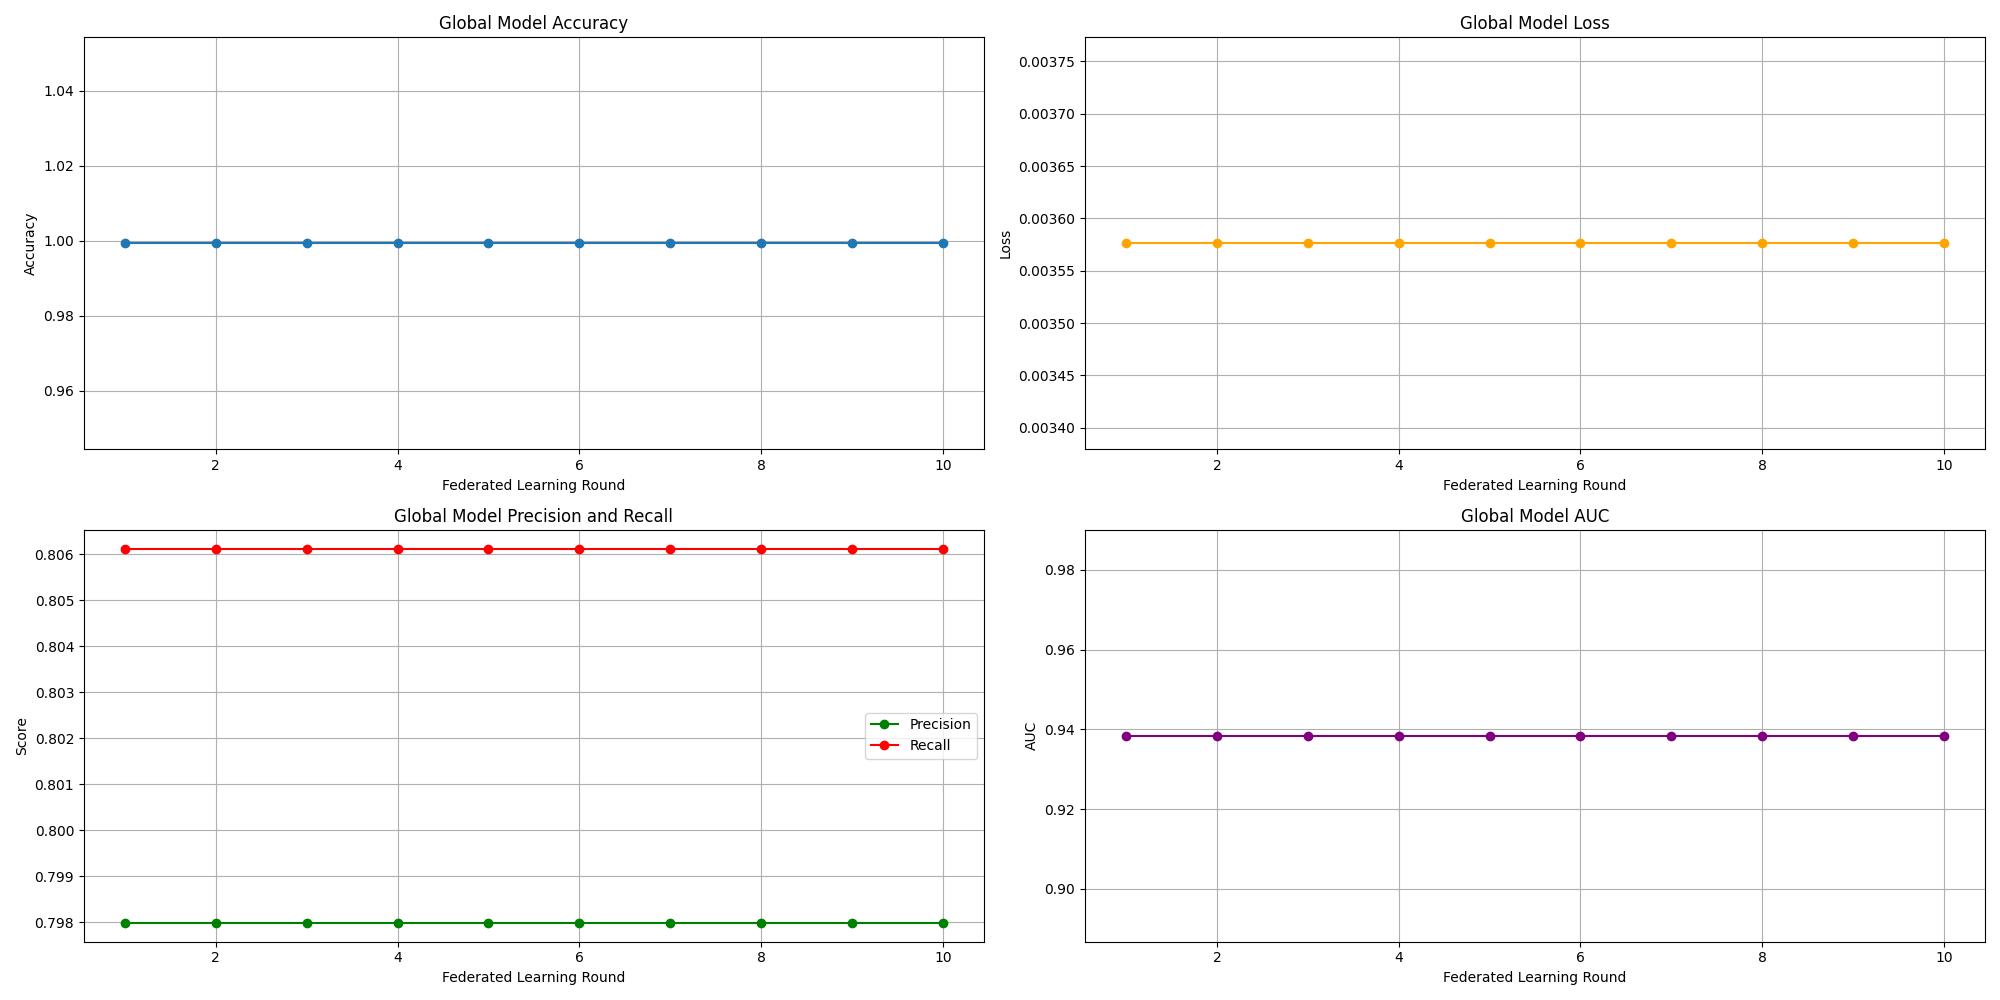 Global Model Accuracy
1.04
1.02
1.00
0.98
0.96
Accuracy
2 4 6 8 10
Federated Learning Round
Global Model Loss
0.00375
0.00370
0.00365
0.00360
0.00355
0.00350
0.00345
0.00340
Loss
2 4 6 8 10
Federated Learning Round
Global Model Precision and Recall
0.806
0.805
0.804
0.803
0.802
0.801
0.800
0.799
0.798
Score
Precision
Recall
2 4 6 8 10
Federated Learning Round
Global Model AUC
0.98
0.96
0.94
0.92
0.90
AUC
2 4 6 8 10
Federated Learning Round